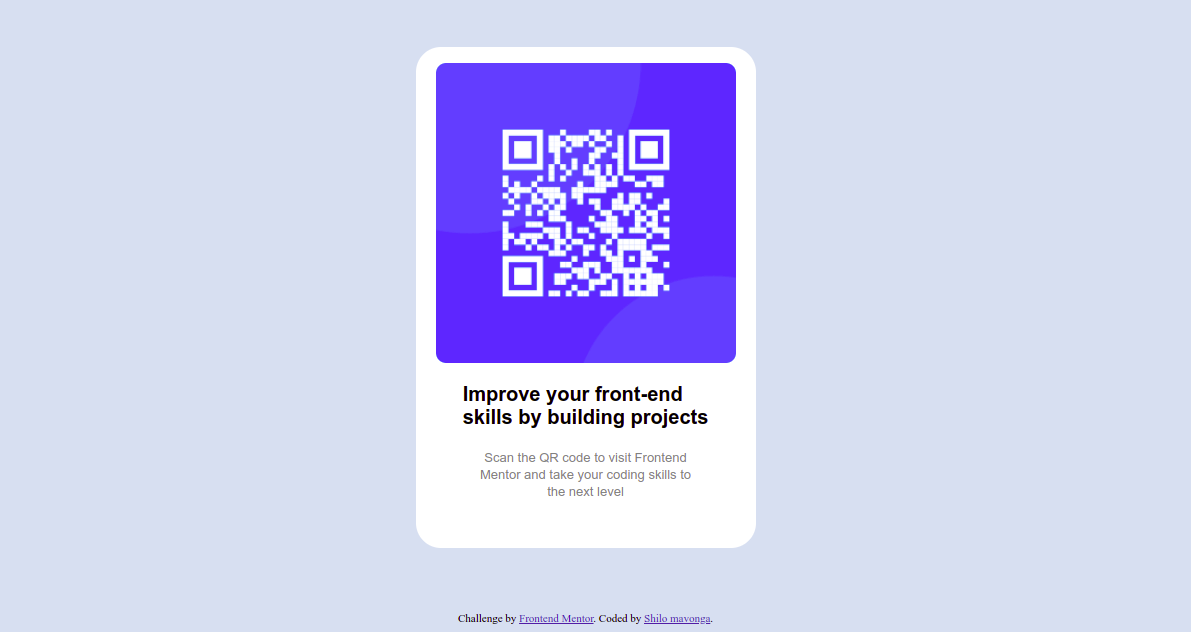 Improve your front-end
skills by building projects
Scan the QR code to visit Frontend
Mentor and take your coding skills to
the next level
Challenge by Frontend Mentor. Coded by Shilo mavonga.